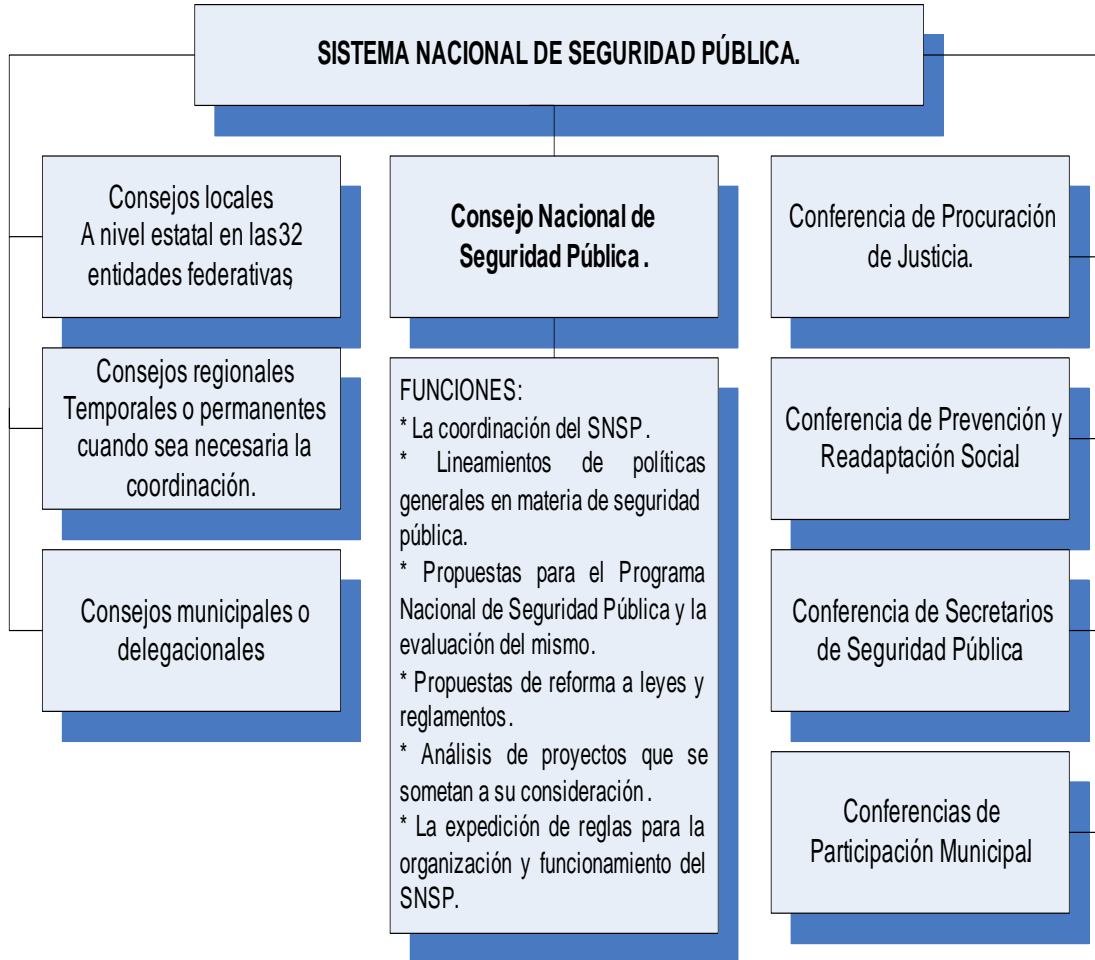 SISTEMA NACIONAL DE SEGURIDAD PÚBLICA.
Consejos locales
A nivel estatal en las 32
entidades federativas,
Consejos regionales
Temporales o permanentes
cuando sea necesaria la
coordinación.
Consejos municipales o
delegacionales
Consejo Nacional de
Seguridad Pública.
FUNCIONES:
* La coordinación del SNSP.
* Lineamientos de políticas
generales en materia de seguridad
pública.
* Propuestas para el Programa
Nacional de Seguridad Pública y la
evaluación del mismo.
* Propuestas de reforma a leyes y
reglamentos.
* Análisis de proyectos que se
sometan a su consideración.
* La expedición de reglas para la
organización y funcionamiento del
SNSP.
Conferencia de Procuración
de Justicia.
Conferencia de Prevención y
Readaptación Social.
Conferencia de Secretarios
de Seguridad Pública.
Conferencias de
Participación Municipal.